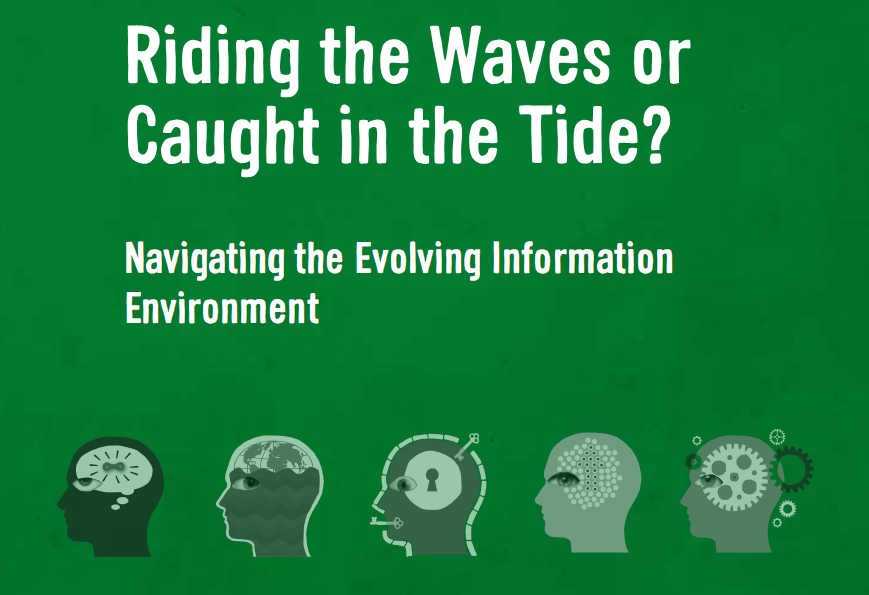 Riding the Waves or
Caught in the Tide?
Navigating the Evolving Information
Environment